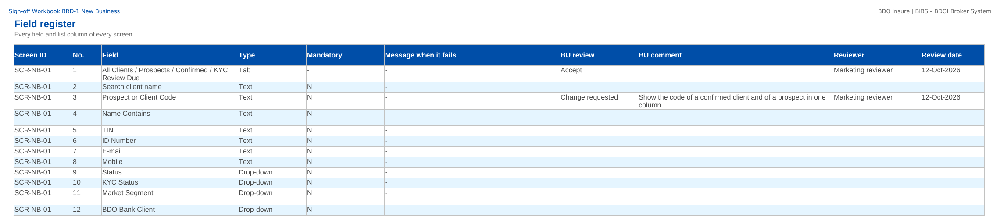 Sign-off Workbook BRD-1 New Business
BDO Insure | BIBS – BDOI Broker System
Field register
Every field and list column of every screen
Screen ID No. Field Type Mandatory Message when it fails BU review BU comment Reviewer Review date
SCR-NB-01 1 All Clients / Prospects / Confirmed / KYC Review Due Tab - - Accept Marketing reviewer 12-Oct-2026
SCR-NB-01 2 Search client name Text N -
SCR-NB-01 3 Prospect or Client Code Text N - Change requested Show the code of a confirmed client and of a prospect in one column Marketing reviewer 12-Oct-2026
SCR-NB-01 4 Name Contains Text N -
SCR-NB-01 5 TIN Text N -
SCR-NB-01 6 ID Number Text N -
SCR-NB-01 7 E-mail Text N -
SCR-NB-01 8 Mobile Text N -
SCR-NB-01 9 Status Drop-down N -
SCR-NB-01 10 KYC Status Drop-down N -
SCR-NB-01 11 Market Segment Drop-down N -
SCR-NB-01 12 BDO Bank Client Drop-down N -